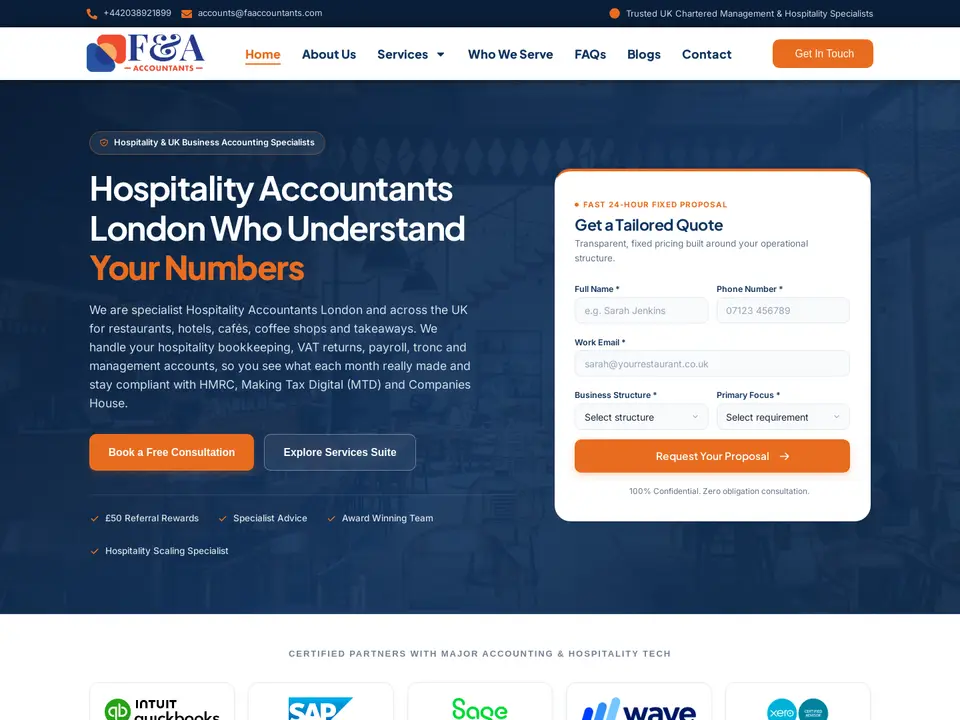 +442038921899
accounts@faaccountants.com
Trusted UK Chartered Management & Hospitality Specialists
F&A
ACCOUNTANTS
Home
About Us
Services
Who We Serve
FAQs
Blogs
Contact
Get In Touch
Hospitality & UK Business Accounting Specialists
Hospitality Accountants
London Who Understand
Your Numbers
We are specialist Hospitality Accountants London and across the UK
for restaurants, hotels, cafés, coffee shops and takeaways. We
handle your hospitality bookkeeping, VAT returns, payroll, tronc and
management accounts, so you see what each month really made and
stay compliant with HMRC, Making Tax Digital (MTD) and Companies
House.
Book a Free Consultation
Explore Services Suite
£50 Referral Rewards
Specialist Advice
Award Winning Team
Hospitality Scaling Specialist
FAST 24-HOUR FIXED PROPOSAL
Get a Tailored Quote
Transparent, fixed pricing built around your operational
structure.
Full Name *
Phone Number *
e.g. Sarah Jenkins
07123 456789
Work Email *
sarah@yourrestaurant.co.uk
Business Structure *
Primary Focus *
Select structure
Select requirement
Request Your Proposal
100% Confidential. Zero obligation consultation.
CERTIFIED PARTNERS WITH MAJOR ACCOUNTING & HOSPITALITY TECH
INTUIT
quickbooks
SAP
Sage
wave
xero
CERTIFIED
ADVISOR